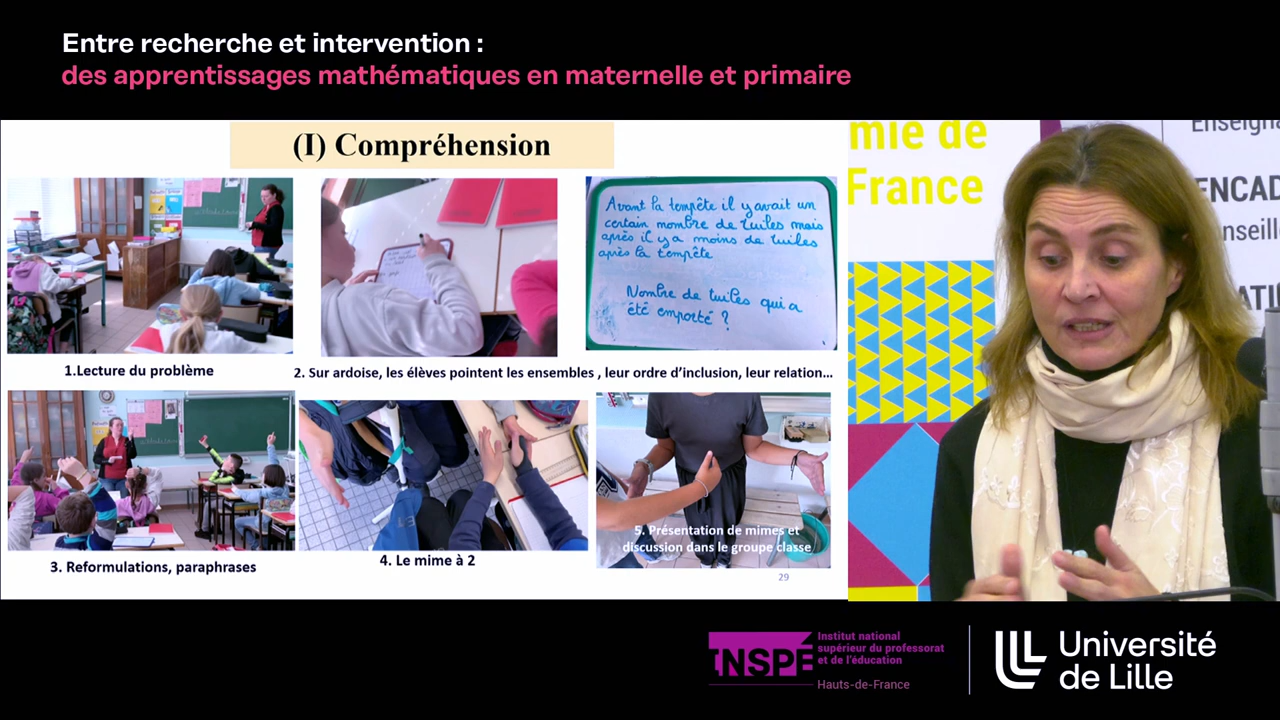 Entre recherche et intervention :
des apprentissages mathématiques en maternelle et primaire
(I) Compréhension
1.Lecture du problème
2. Sur ardoise, les élèves pointent les ensembles , leur ordre d’inclusion, leur relation…
Avant la tempête il y avait un
certain nombre de tuiles mais
après il y a moins de tuiles
après la tempête
Nombre de tuiles qui a
été emporté ?
3. Reformulations, paraphrases
4. Le mime à 2
5. Présentation de mimes et
discussion dans le groupe classe
29
mie de
France
Enseign
ENCAD
onseill
ATI
INSPÉ
Institut national
supérieur du professorat
et de l’éducation
Hauts-de-France
Université
de Lille